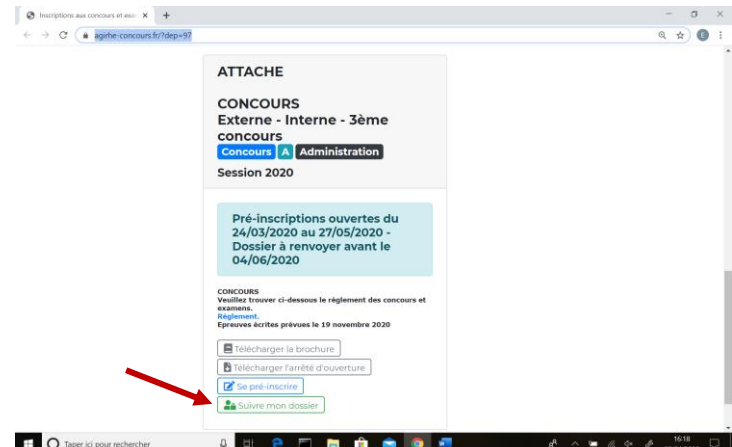 Inscriptions aux concours et exa
agirhe-concours.fr/?dep=97
E
ATTACHE
CONCOURS
Externe - Interne - 3ème
concours
Concours A Administration
Session 2020
Pré-inscriptions ouvertes du
24/03/2020 au 27/05/2020 -
Dossier à renvoyer avant le
04/06/2020
CONCOURS
Veuillez trouver ci-dessous le règlement des concours et
examens.
Règlement.
Epreuves écrites prévues le 19 novembre 2020
Télécharger la brochure
Télécharger l'arrêté d'ouverture
Se pré-inscrire
Suivre mon dossier
Taper ici pour rechercher
16:18